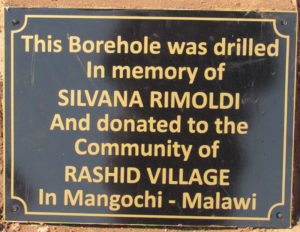 This Borehole was drilled
In memory of
SILVANA RIMOLDI
And donated to the
Community of
RASHID VILLAGE
In Mangochi - Malawi